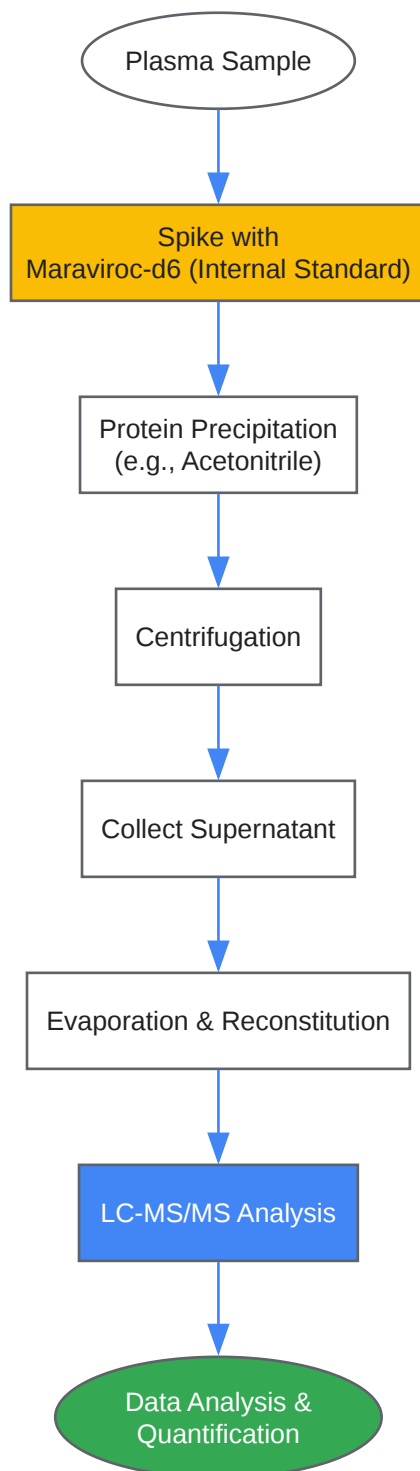 Plasma Sample
Spike with
Maraviroc-d6 (Internal Standard)
Protein Precipitation
(e.g., Acetonitrile)
Centrifugation
Collect Supernatant
Evaporation & Reconstitution
LC-MS/MS Analysis
Data Analysis &
Quantification